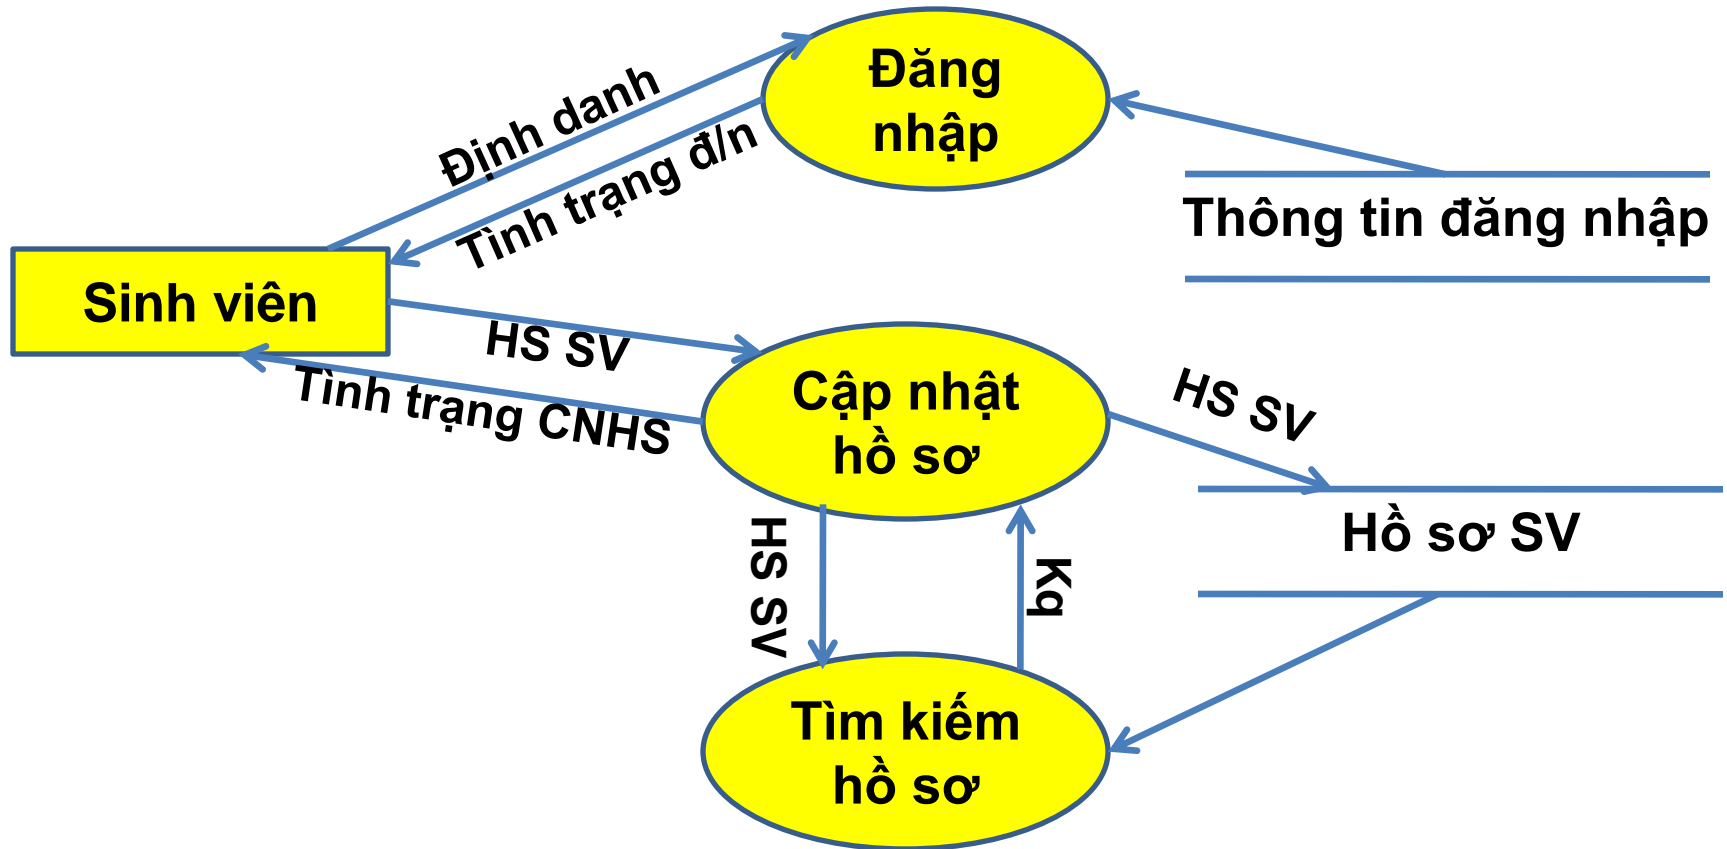 Đăng
nhập
Định danh
Tình trạng đ/n
Thông tin đăng nhập
Sinh viên
HS SV
Tình trạng CNHS
Cập nhật
hồ sơ
HS SV
Hồ sơ SV
HS SV
Kq
Tìm kiếm
hồ sơ